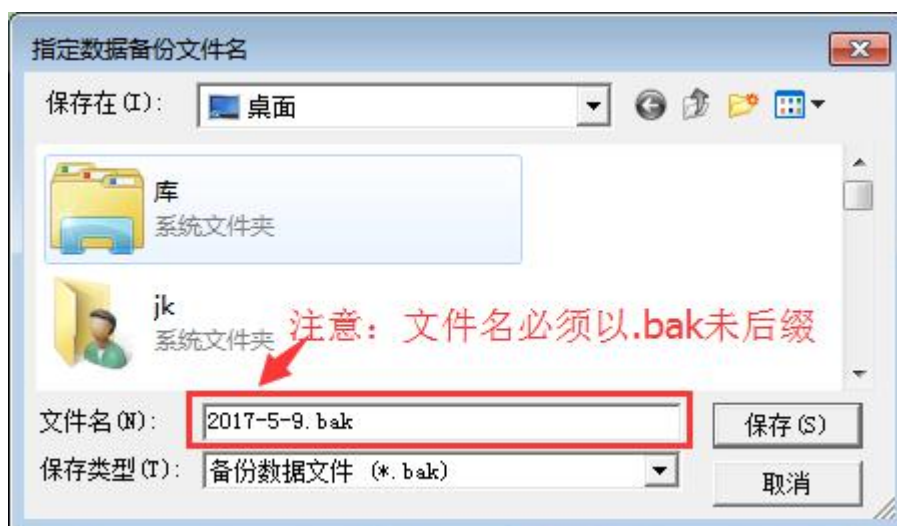 指定数据备份文件名
保存在(I):
桌面
库
系统文件夹
jk
系统文件夹
注意：文件名必须以.bak未后缀
文件名(N):
2017-5-9.bak
保存(S)
保存类型(T):
备份数据文件 (*.bak)
取消